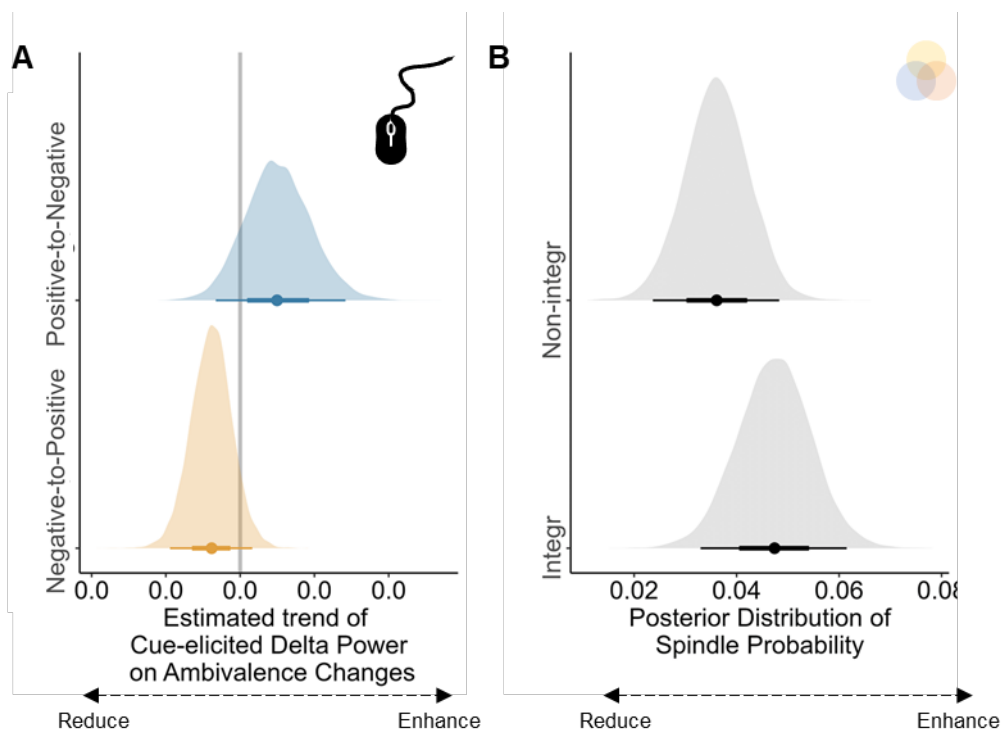 A
Positive-to-Negative
Negative-to-Positive
0.0 0.0 0.0 0.0 0.0
Estimated trend of
Cue-elicited Delta Power
on Ambivalence Changes
Reduce Enhance
B
Non-integr
Integr
0.02 0.04 0.06 0.08
Posterior Distribution of
Spindle Probability
Reduce Enhance